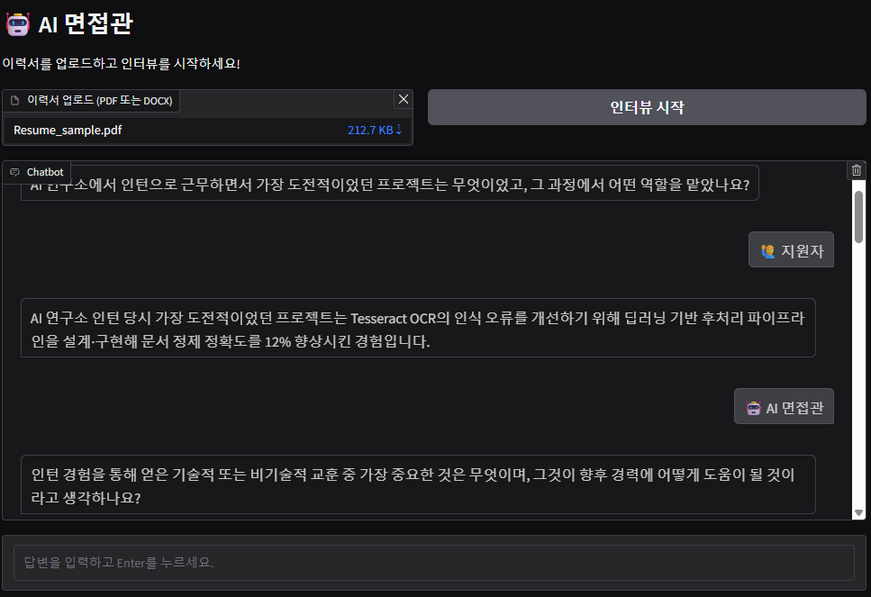 AI 면접관
이력서를 업로드하고 인터뷰를 시작하세요!
이력서 업로드 (PDF 또는 DOCX)
Resume_sample.pdf 212.7 KB ⇣
인터뷰 시작
Chatbot
AI 연구소에서 인턴으로 근무하면서 가장 도전적이었던 프로젝트는 무엇이었고, 그 과정에서 어떤 역할을 맡았나요?
지원자
AI 연구소 인턴 당시 가장 도전적이었던 프로젝트는 Tesseract OCR의 인식 오류를 개선하기 위해 딥러닝 기반 후처리 파이프라
인을 설계·구현해 문서 정제 정확도를 12% 향상시킨 경험입니다.
AI 면접관
인턴 경험을 통해 얻은 기술적 또는 비기술적 교훈 중 가장 중요한 것은 무엇이며, 그것이 향후 경력에 어떻게 도움이 될 것이
라고 생각하나요?
답변을 입력하고 Enter를 누르세요.